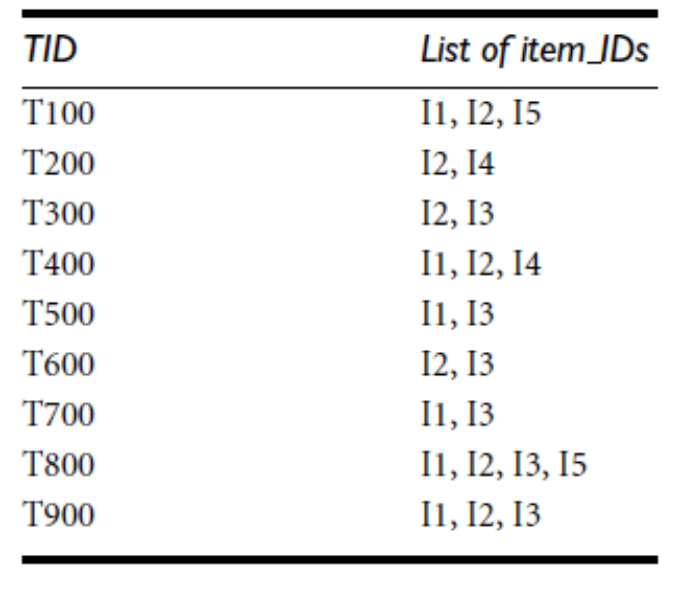 TID List of item_IDs
T100 I1, I2, I5
T200 I2, I4
T300 I2, I3
T400 I1, I2, I4
T500 I1, I3
T600 I2, I3
T700 I1, I3
T800 I1, I2, I3, I5
T900 I1, I2, I3